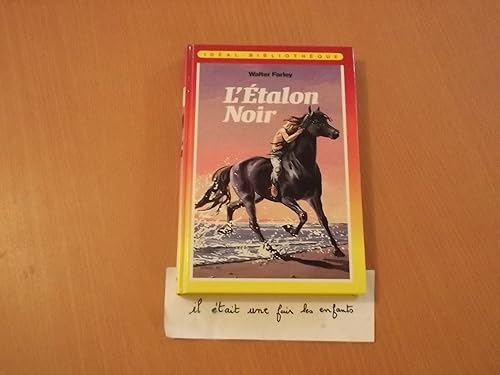 IDÉAL-BIBLIOTHÈQUE
Walter Farley
L'Étalon
Noir
il était une fois les enfants